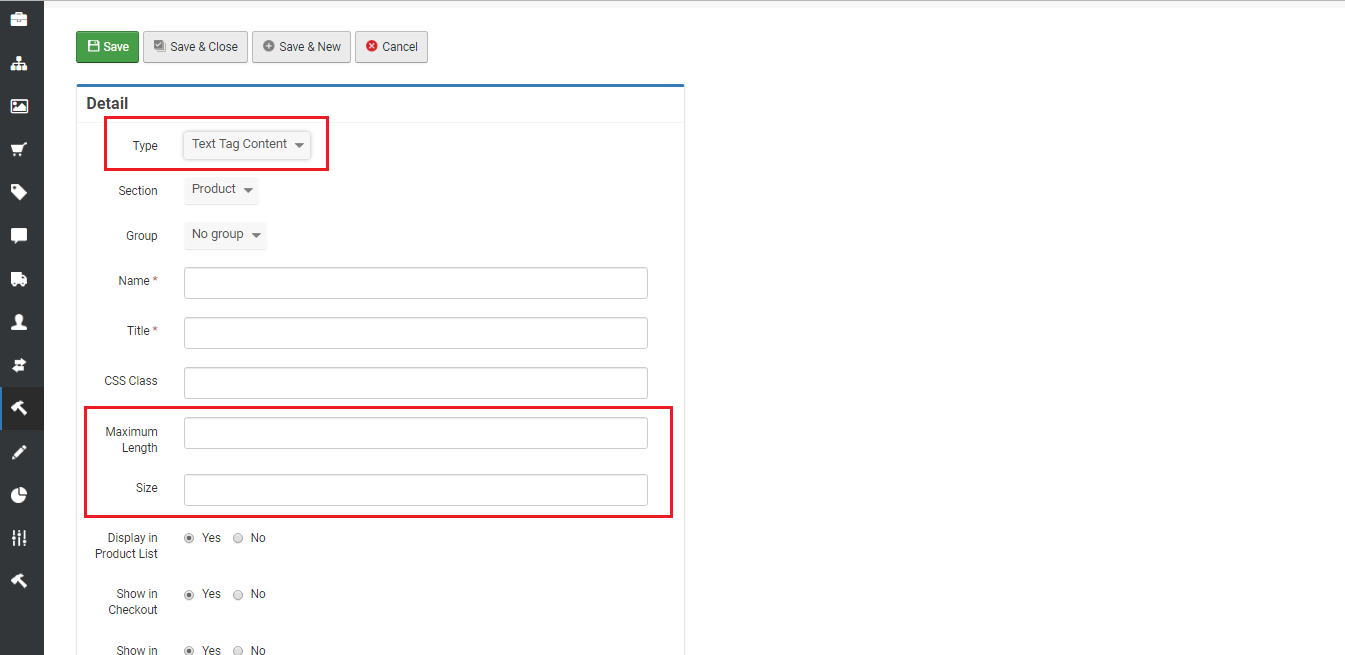 Save Save & Close Save & New Cancel
Detail
Type Text Tag Content
Section Product
Group No group
Name *
Title *
CSS Class
Maximum
Length
Size
Display in Yes No
Product List
Show in Yes No
Checkout
Show in Yes No